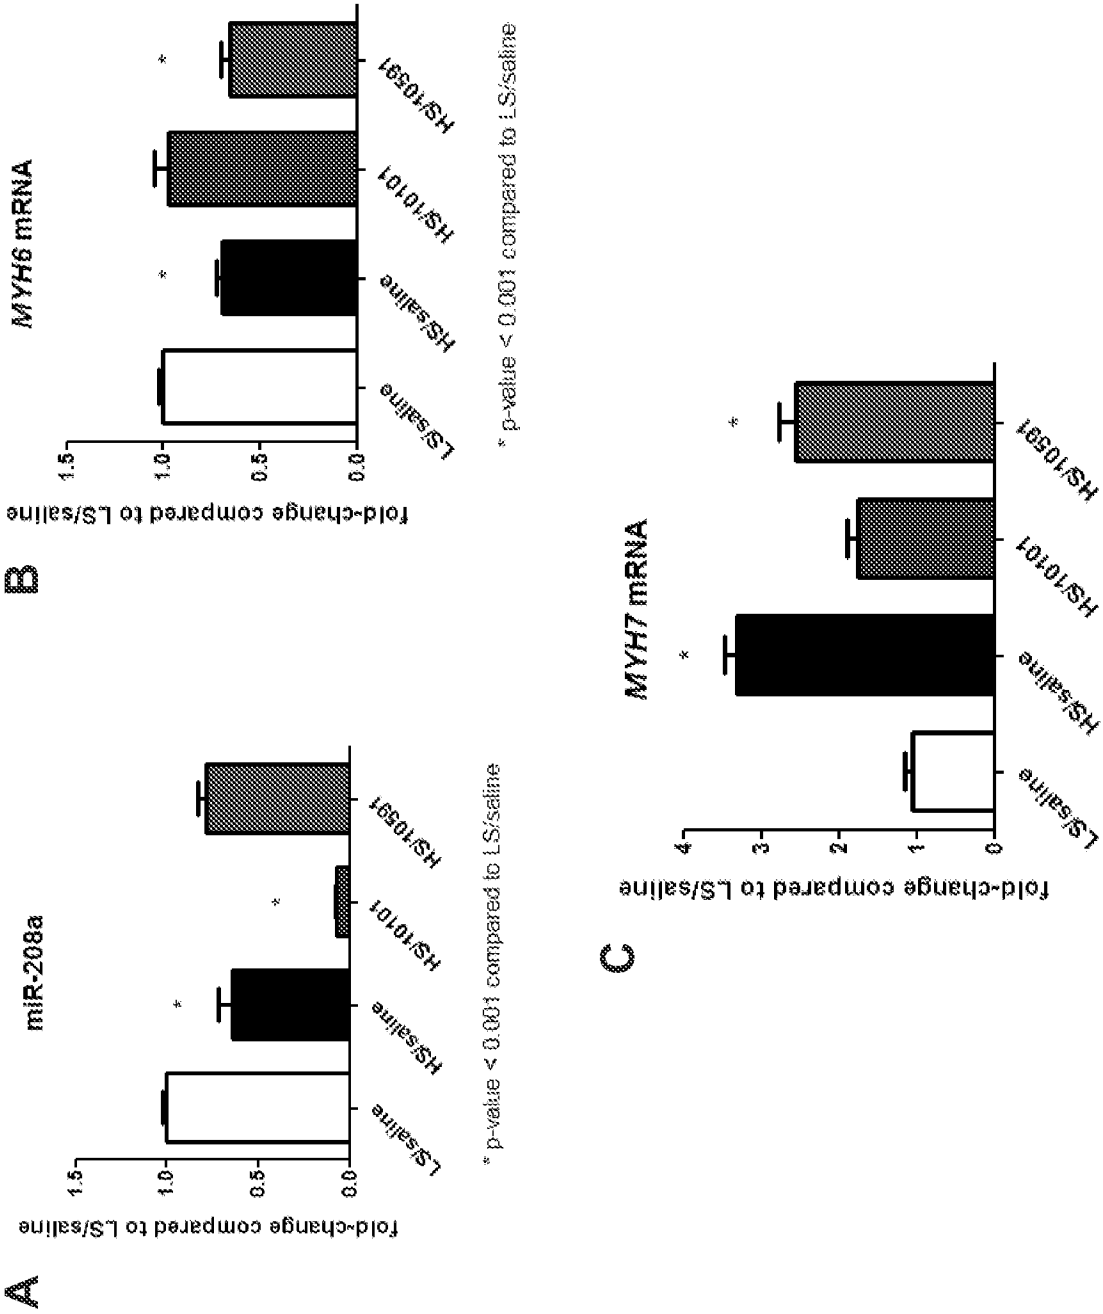 A
miR-208a
fold-change compared to LS/saline
1.5
1.0
0.5
0.0
LS/saline
HS/saline
HS/10101
HS/10591
*
*
* p-value < 0.001 compared to LS/saline
B
MYH6 mRNA
fold-change compared to LS/saline
1.5
1.0
0.5
0.0
LS/saline
HS/saline
HS/10101
HS/10591
*
*
* p-value < 0.001 compared to LS/saline
C
MYH7 mRNA
fold-change compared to LS/saline
4
3
2
1
0
LS/saline
HS/saline
HS/10101
HS/10591
*
*